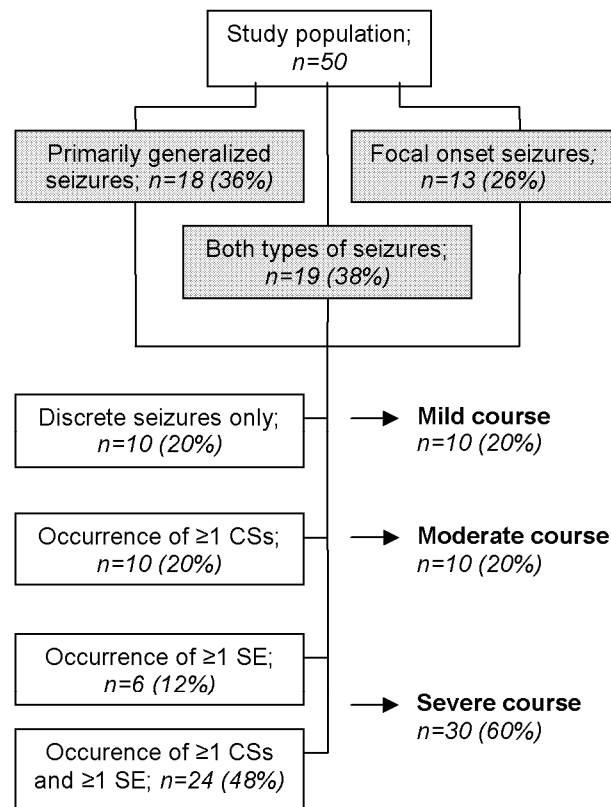 Study population;
n=50
Primarily generalized
seizures; n=18 (36%)
Focal onset seizures;
n=13 (26%)
Both types of seizures;
n=19 (38%)
Discrete seizures only;
n=10 (20%)
Mild course
n=10 (20%)
Occurrence of ≥1 CSs;
n=10 (20%)
Moderate course
n=10 (20%)
Occurrence of ≥1 SE;
n=6 (12%)
Severe course
n=30 (60%)
Occurence of ≥1 CSs
and ≥1 SE; n=24 (48%)